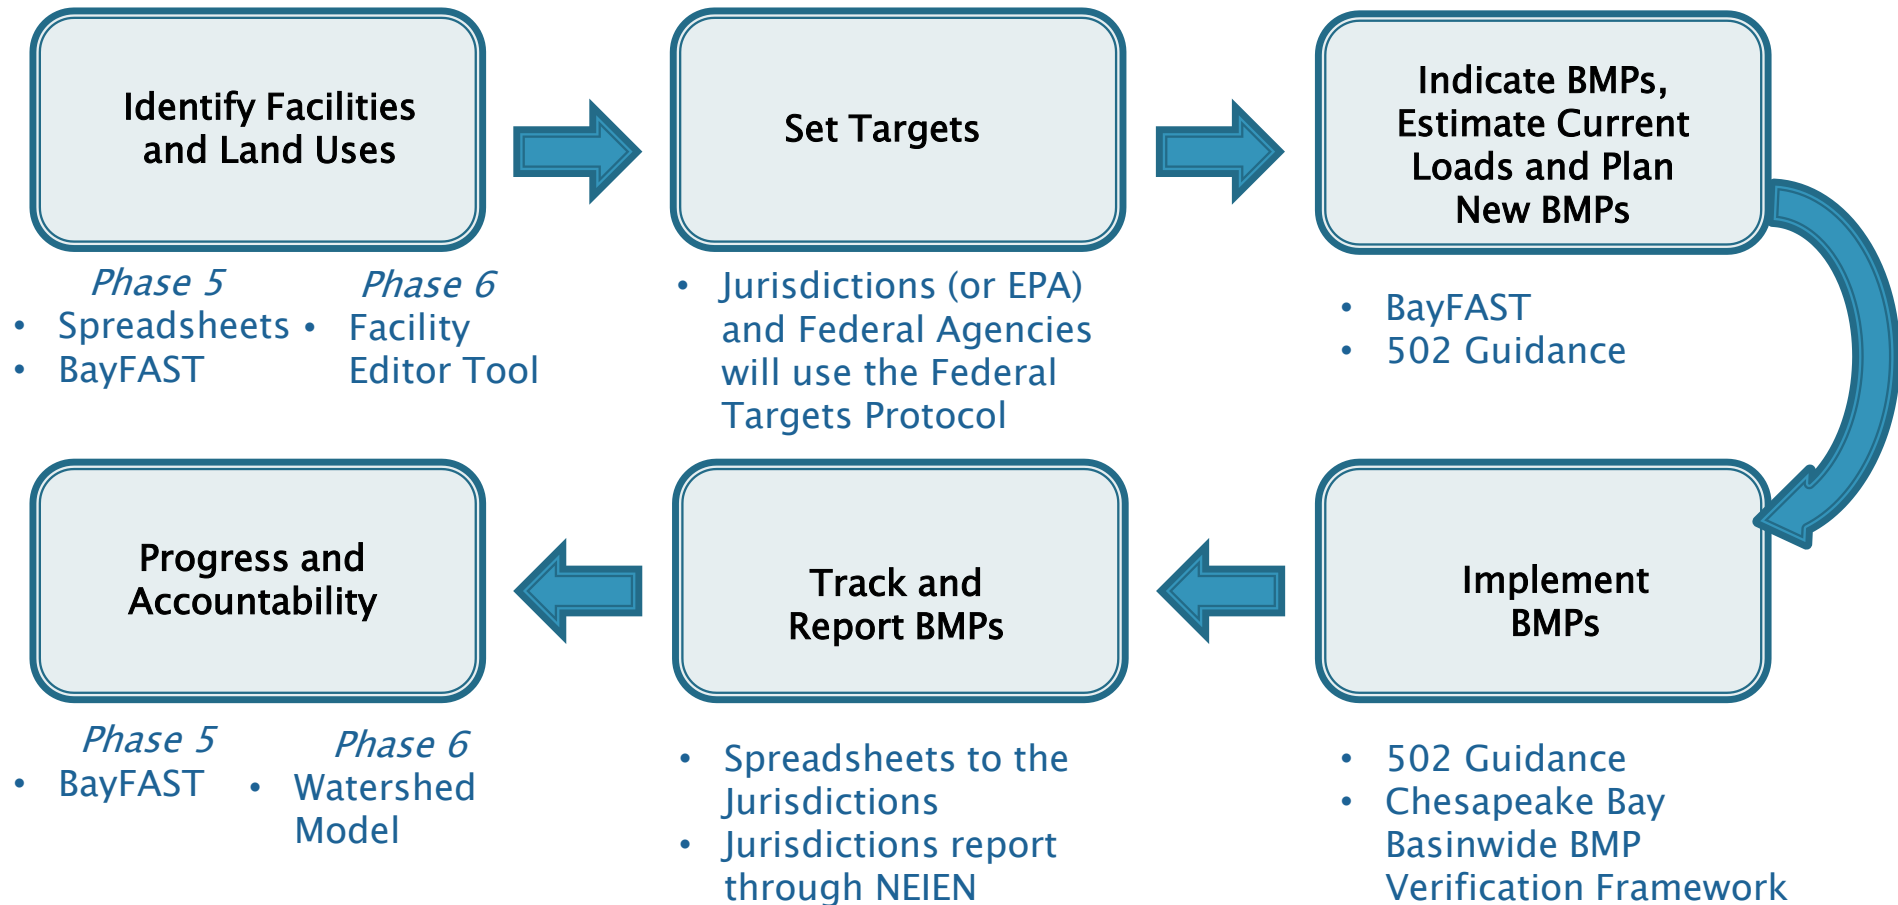 Identify Facilities
and Land Uses
Set Targets
Indicate BMPs,
Estimate Current
Loads and Plan
New BMPs
Phase 5
• Spreadsheets
• BayFAST
Phase 6
• Facility
Editor Tool
• Jurisdictions (or EPA)
and Federal Agencies
will use the Federal
Targets Protocol
• BayFAST
• 502 Guidance
Implement
BMPs
Track and
Report BMPs
Progress and
Accountability
• 502 Guidance
• Chesapeake Bay
Basinwide BMP
Verification Framework
• Spreadsheets to the
Jurisdictions
• Jurisdictions report
through NEIEN
Phase 5
• BayFAST
Phase 6
• Watershed
Model